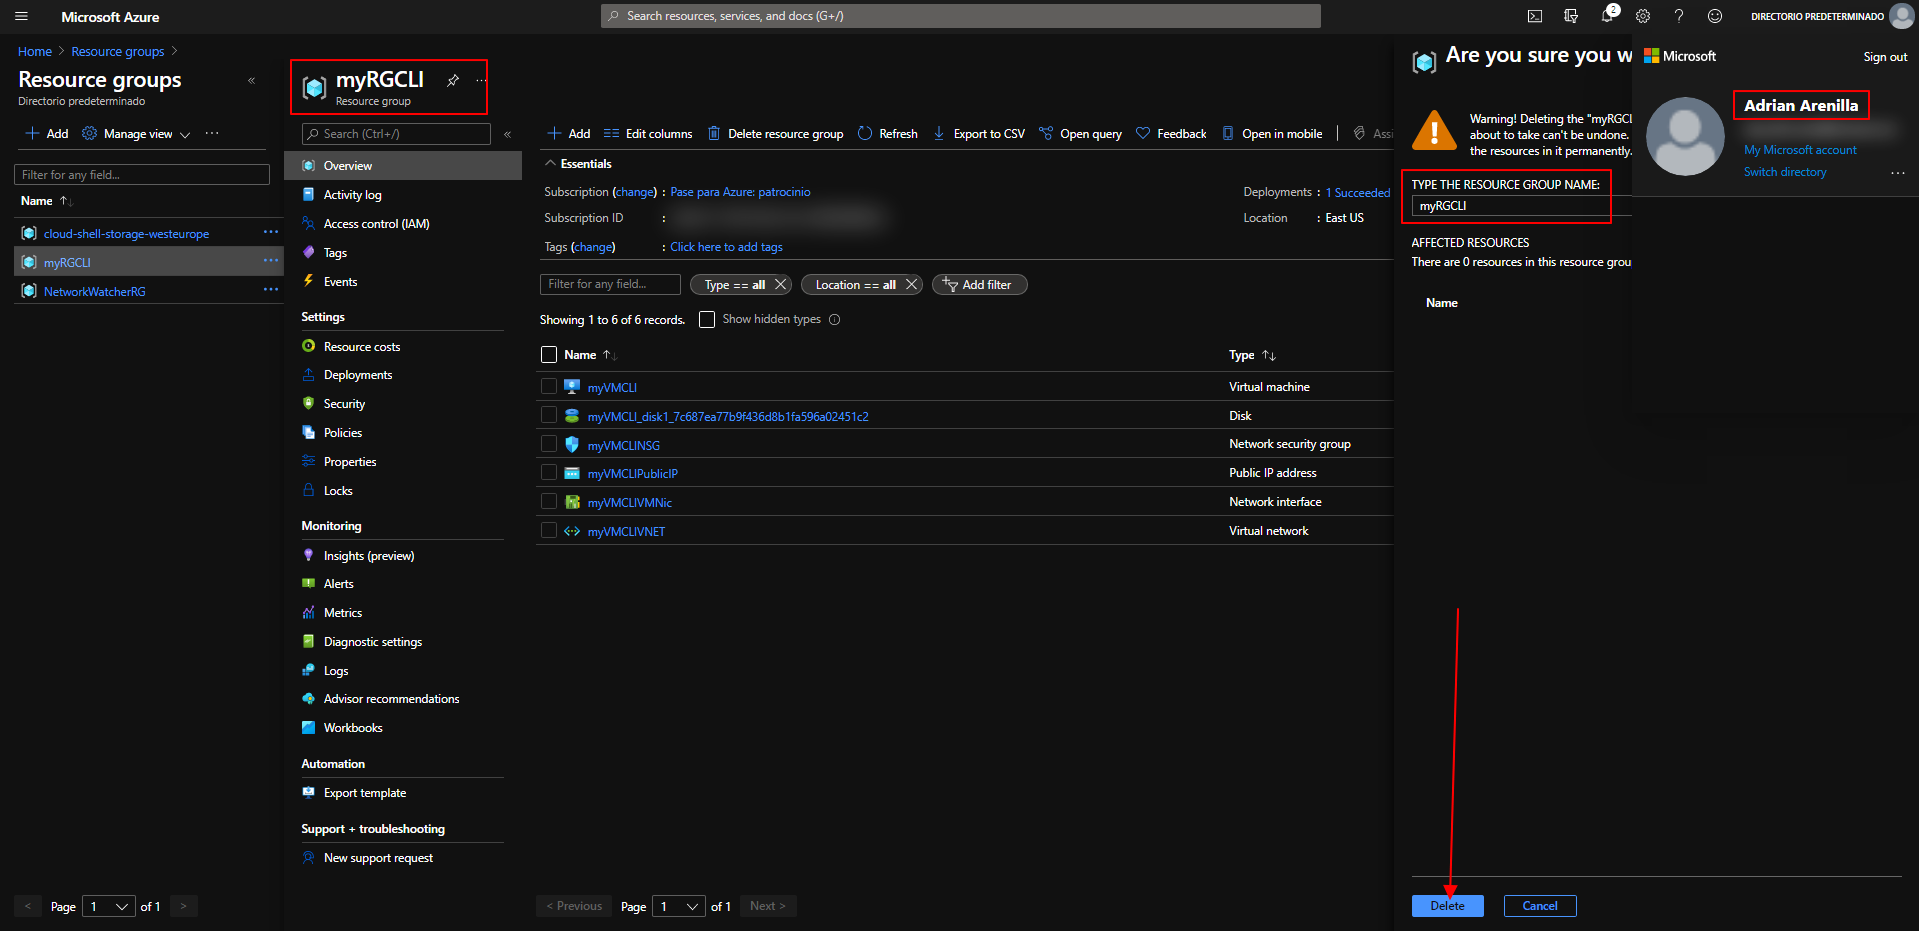 Microsoft Azure
Search resources, services, and docs (G+/)
2
DIRECTORIO PREDETERMINADO
Home > Resource groups >
Resource groups
Directorio predeterminado
«
+ Add
Manage view
...
Filter for any field...
Name ↑↓
cloud-shell-storage-westeurope ...
myRGCLI ...
NetworkWatcherRG ...
< Page 1 of 1 >
myRGCLI
...
Resource group
Search (Ctrl+/)
«
Overview
Activity log
Access control (IAM)
Tags
Events
Settings
Resource costs
Deployments
Security
Policies
Properties
Locks
Monitoring
Insights (preview)
Alerts
Metrics
Diagnostic settings
Logs
Advisor recommendations
Workbooks
Automation
Export template
Support + troubleshooting
New support request
+ Add Edit columns Delete resource group Refresh Export to CSV Open query Feedback Open in mobile Assi
Essentials
Subscription (change) : Pase para Azure: patrocinio
Deployments : 1 Succeeded
Subscription ID :
Location : East US
Tags (change) : Click here to add tags
Filter for any field...
Type == all
Location == all
Add filter
Showing 1 to 6 of 6 records.
Show hidden types
Name ↑↓ Type ↑↓
myVMCLI Virtual machine
myVMCLI_disk1_7c687ea77b9f436d8b1fa596a02451c2 Disk
myVMCLINSG Network security group
myVMCLIPublicIP Public IP address
myVMCLIVMNic Network interface
myVMCLIVNET Virtual network
< Previous Page 1 of 1 Next >
Are you sure you w
Warning! Deleting the "myRGCL
about to take can't be undone.
the resources in it permanently.
TYPE THE RESOURCE GROUP NAME:
myRGCLI
AFFECTED RESOURCES
There are 0 resources in this resource grou
Name
Delete
Cancel
Microsoft
Sign out
Adrian Arenilla
My Microsoft account
Switch directory
...